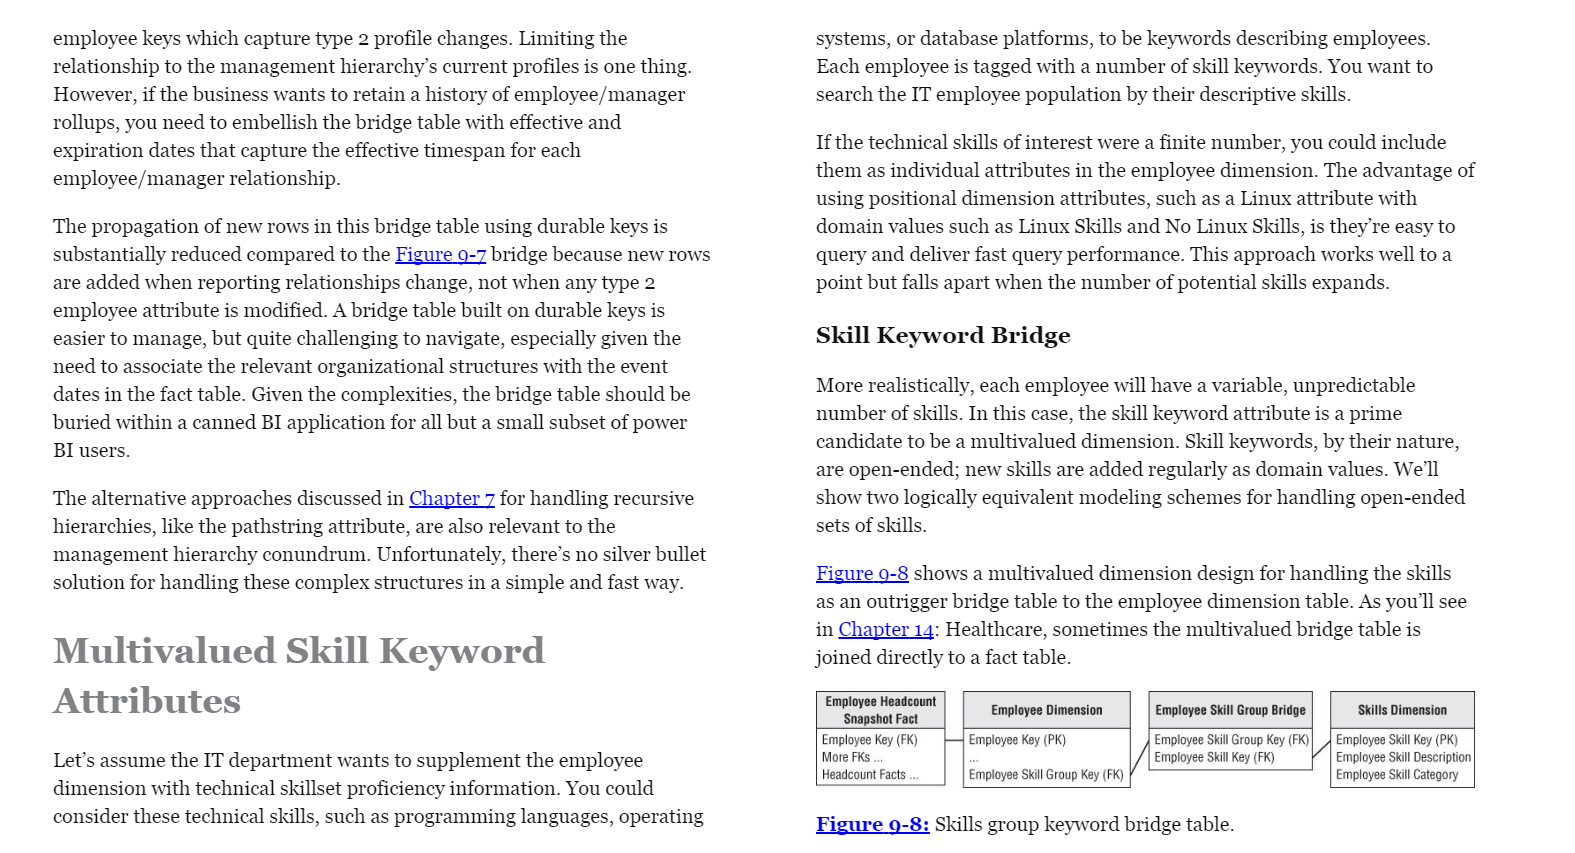 employee keys which capture type 2 profile changes. Limiting the
relationship to the management hierarchy’s current profiles is one thing.
However, if the business wants to retain a history of employee/manager
rollups, you need to embellish the bridge table with effective and
expiration dates that capture the effective timespan for each
employee/manager relationship.
The propagation of new rows in this bridge table using durable keys is
substantially reduced compared to the Figure 9-7 bridge because new rows
are added when reporting relationships change, not when any type 2
employee attribute is modified. A bridge table built on durable keys is
easier to manage, but quite challenging to navigate, especially given the
need to associate the relevant organizational structures with the event
dates in the fact table. Given the complexities, the bridge table should be
buried within a canned BI application for all but a small subset of power
BI users.
The alternative approaches discussed in Chapter 7 for handling recursive
hierarchies, like the pathstring attribute, are also relevant to the
management hierarchy conundrum. Unfortunately, there’s no silver bullet
solution for handling these complex structures in a simple and fast way.
Multivalued Skill Keyword
Attributes
Let’s assume the IT department wants to supplement the employee
dimension with technical skillset proficiency information. You could
consider these technical skills, such as programming languages, operating
systems, or database platforms, to be keywords describing employees.
Each employee is tagged with a number of skill keywords. You want to
search the IT employee population by their descriptive skills.
If the technical skills of interest were a finite number, you could include
them as individual attributes in the employee dimension. The advantage of
using positional dimension attributes, such as a Linux attribute with
domain values such as Linux Skills and No Linux Skills, is they’re easy to
query and deliver fast query performance. This approach works well to a
point but falls apart when the number of potential skills expands.
Skill Keyword Bridge
More realistically, each employee will have a variable, unpredictable
number of skills. In this case, the skill keyword attribute is a prime
candidate to be a multivalued dimension. Skill keywords, by their nature,
are open-ended; new skills are added regularly as domain values. We’ll
show two logically equivalent modeling schemes for handling open-ended
sets of skills.
Figure 9-8 shows a multivalued dimension design for handling the skills
as an outrigger bridge table to the employee dimension table. As you’ll see
in Chapter 14: Healthcare, sometimes the multivalued bridge table is
joined directly to a fact table.
Employee Headcount
Snapshot Fact
Employee Key (FK)
More FKs ...
Headcount Facts ...
Employee Dimension
Employee Key (PK)
...
Employee Skill Group Key (FK)
Employee Skill Group Bridge
Employee Skill Group Key (FK)
Employee Skill Key (FK)
Skills Dimension
Employee Skill Key (PK)
Employee Skill Description
Employee Skill Category
Figure 9-8: Skills group keyword bridge table.